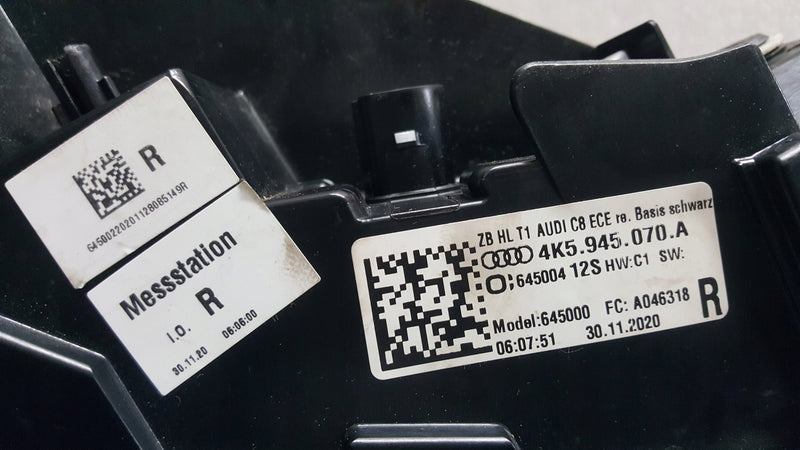 R
6450022020112808514 9R
Messstation
I.O. R
30.11.20 06:06:00
ZB HL T1 AUDI C8 ECE re. Basis schwarz
4K5.945.070.A
645004 12S HW:C1 SW:
Model:645000 FC: A046318 R
06:07:51 30.11.2020